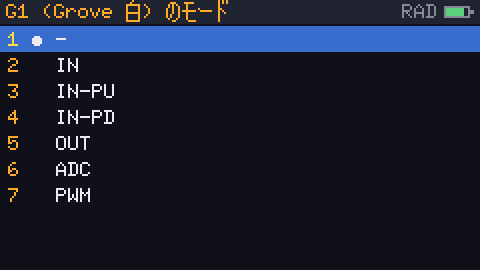 G1 (Grove 白) のモード RAD
1 ● -
2 IN
3 IN-PU
4 IN-PD
5 OUT
6 ADC
7 PWM